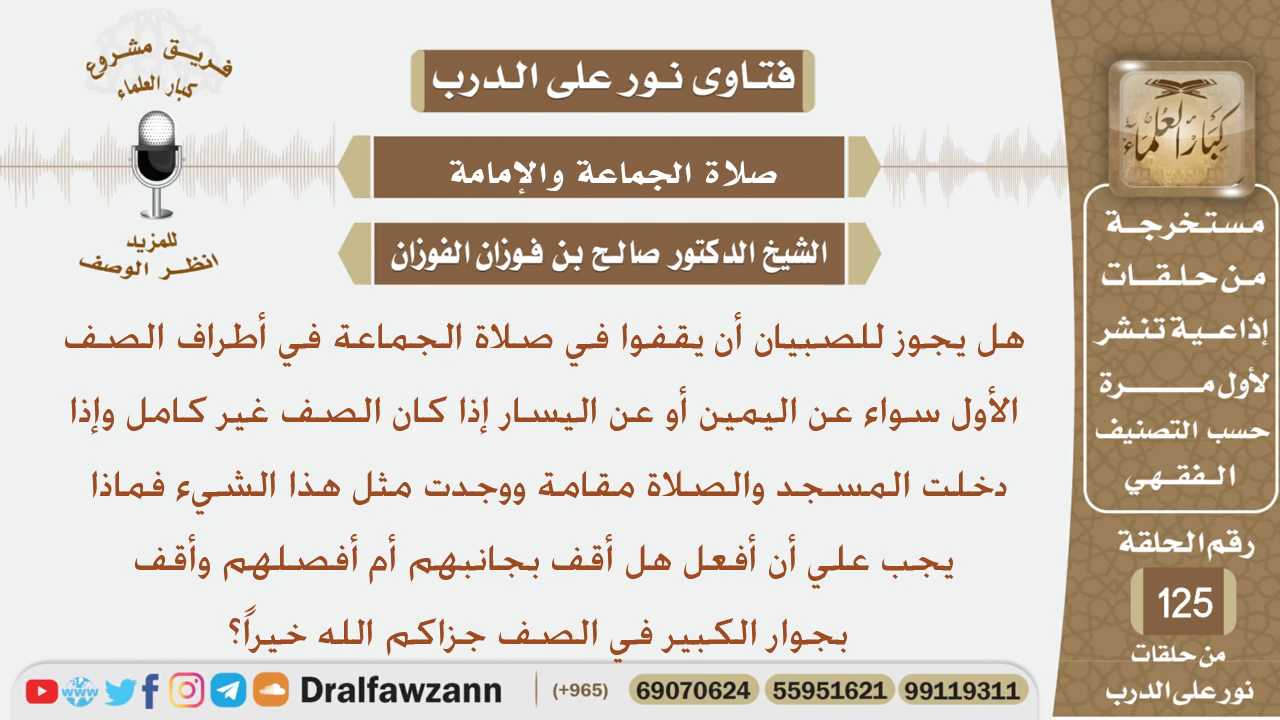 فريق مشروع
كبار العلماء
للمزيد
انظر الوصف
فتاوى نور على الدرب
صلاة الجماعة والإمامة
الشيخ الدكتور صالح بن فوزان الفوزان
هل يجوز للصبيان أن يقفوا في صلاة الجماعة في أطراف الصف
الأول سواء عن اليمين أو عن اليسار إذا كان الصف غير كامل وإذا
دخلت المسجد والصلاة مقامة ووجدت مثل هذا الشيء فماذا
يجب علي أن أفعل هل أقف بجانبهم أم أفصلهم وأقف
بجوار الكبير في الصف جزاكم الله خيراً؟
كبار العلماء
مستخرجة
من حلقات
إذاعية تنشر
لأول مرة
حسب التصنيف
الفقهي
رقم الحلقة
125
من حلقات
نور على الدرب
www
Dralfawzann
(+965) 69070624 55951621 99119311